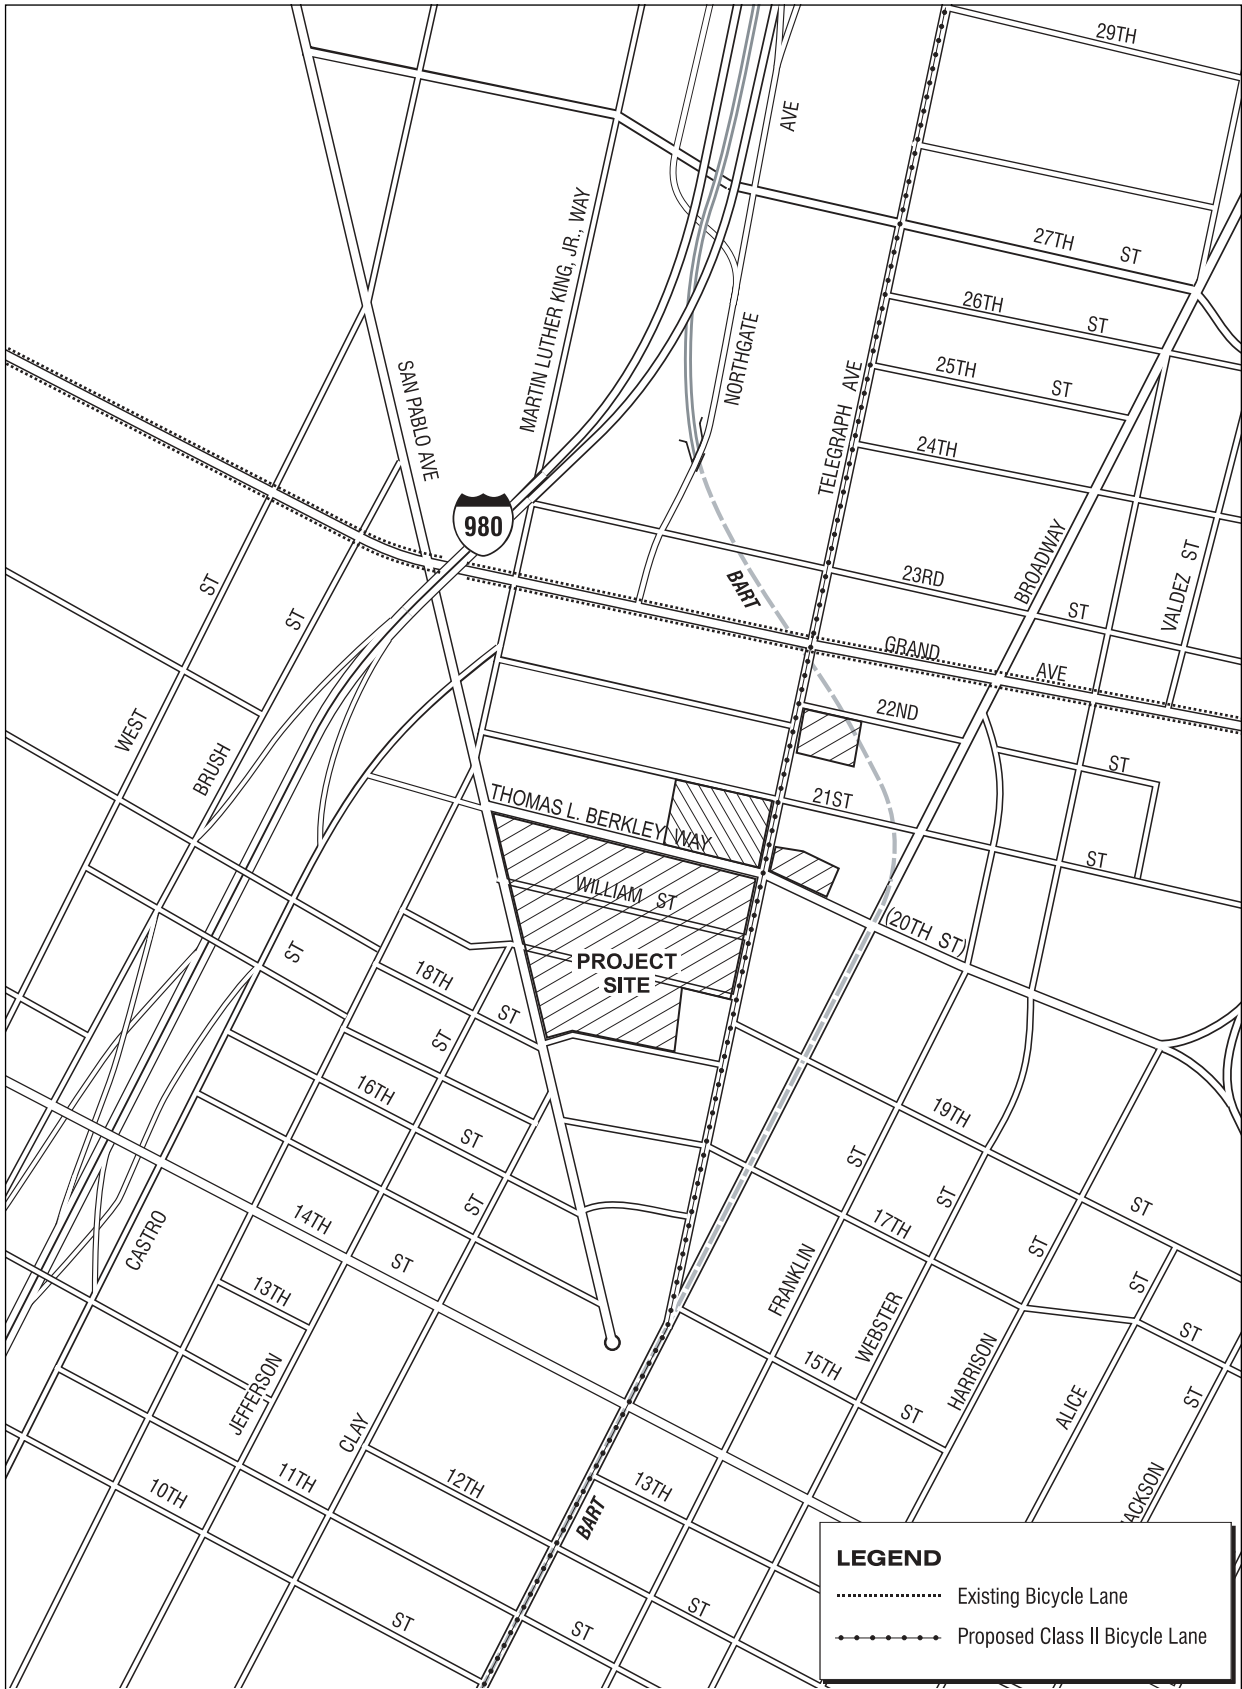 29TH
AVE
27TH ST
26TH ST
25TH ST
24TH
MARTIN LUTHER KING, JR., WAY
NORTHGATE
SAN PABLO AVE
TELEGRAPH AVE
980
BROADWAY
VALDEZ ST
BART
23RD ST
GRAND AVE
ST
ST
22ND ST
WEST
BRUSH
THOMAS L. BERKLEY WAY
21ST ST
WILLIAM ST
(20TH ST)
PROJECT
SITE
ST
18TH ST
ST
16TH ST
19TH ST
ST
ST
ST
17TH ST
ST
ST
14TH ST
CASTRO
13TH
FRANKLIN
WEBSTER
HARRISON
ALICE
ST
15TH ST
JEFFERSON
CLAY
10TH
11TH ST
12TH ST
13TH ST
BART
ACKSON
LEGEND
Existing Bicycle Lane
Proposed Class II Bicycle Lane